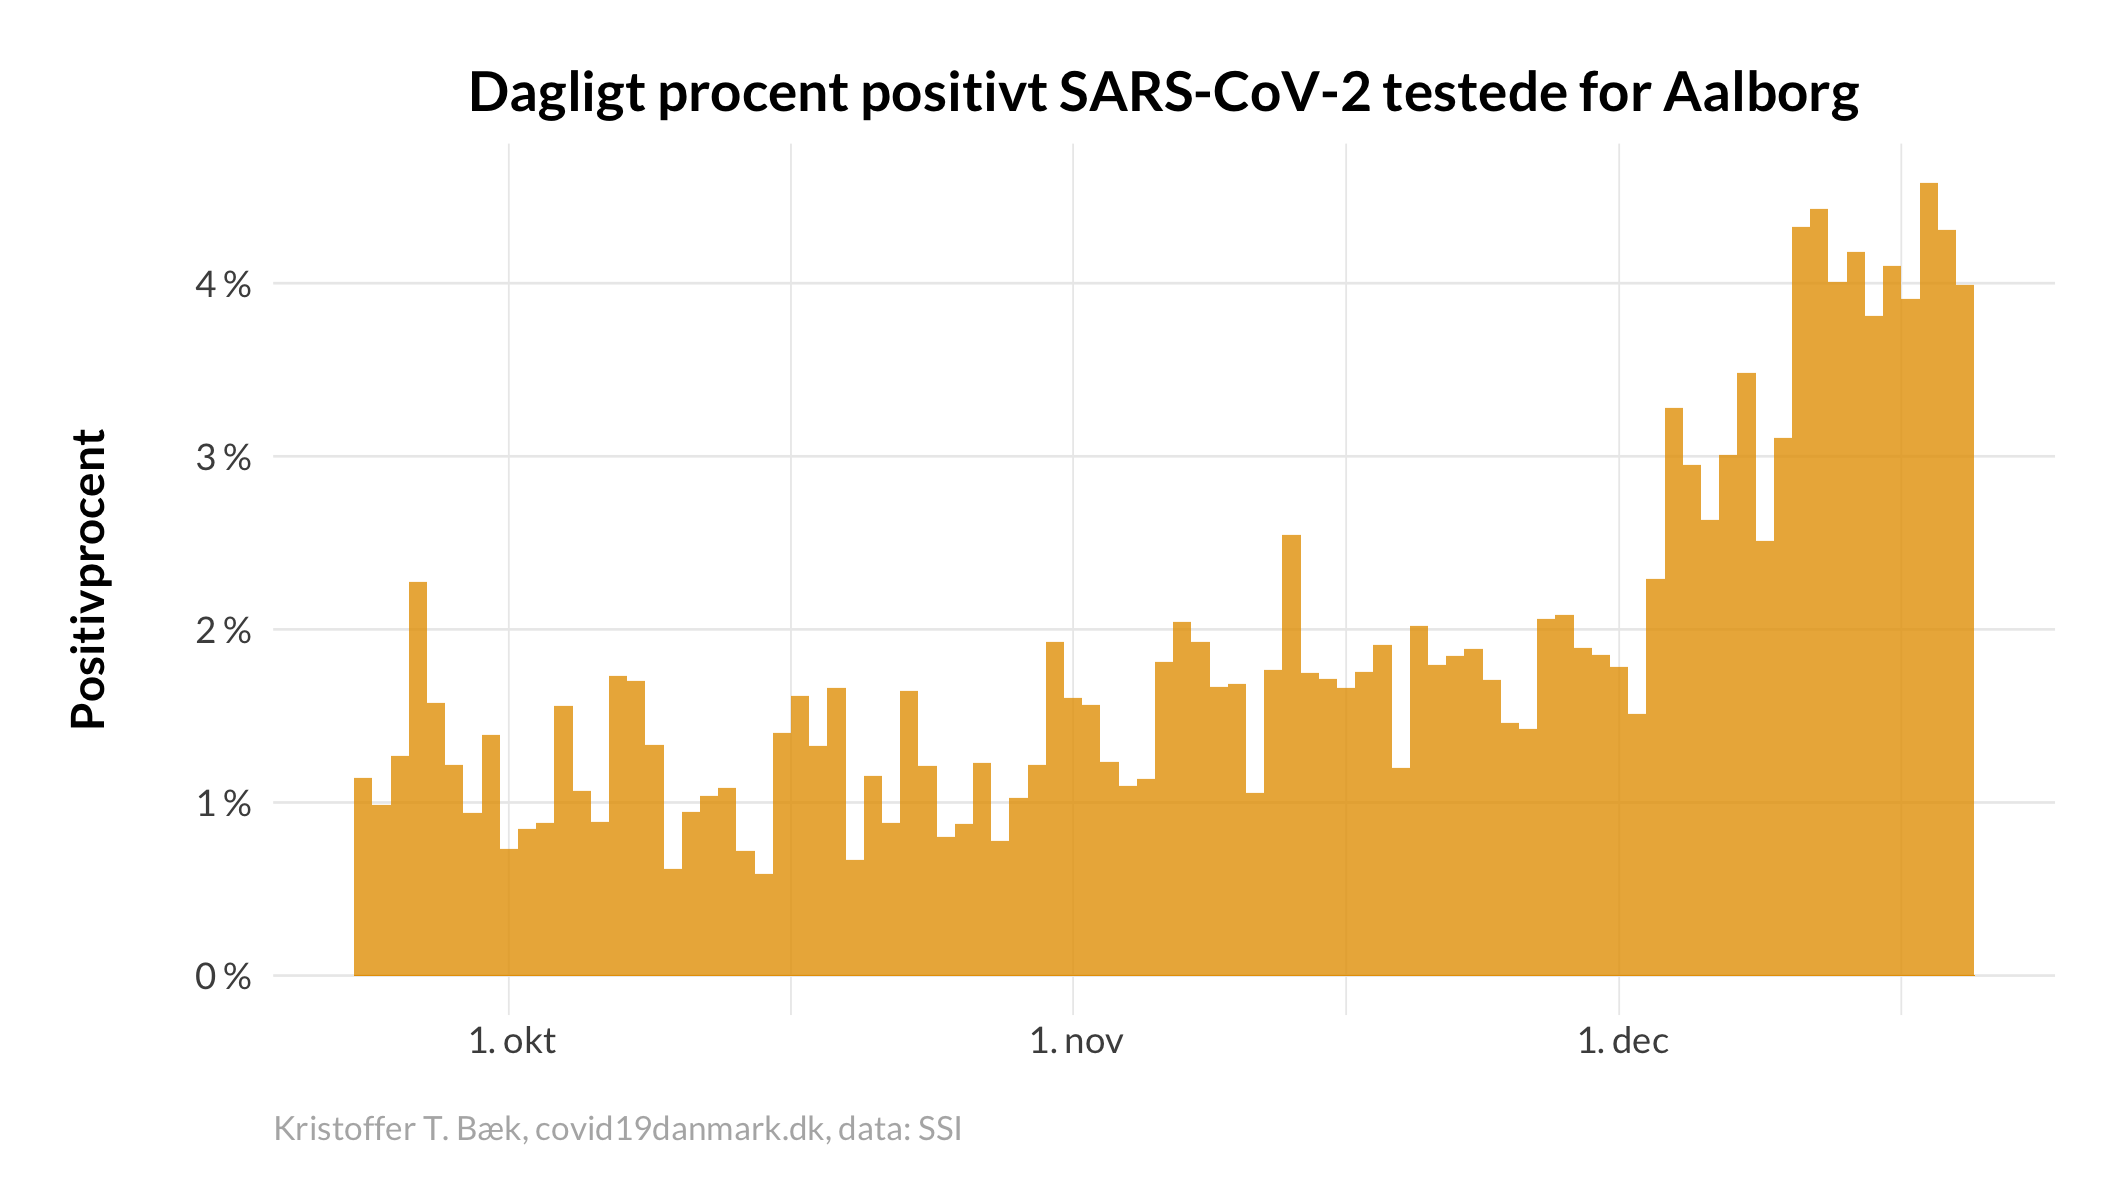 Dagligt procent positivt SARS-CoV-2 testede for Aalborg
Positivprocent
4 %
3 %
2 %
1 %
0 %
1. okt
1. nov
1. dec
Kristoffer T. Bæk, covid19danmark.dk, data: SSI